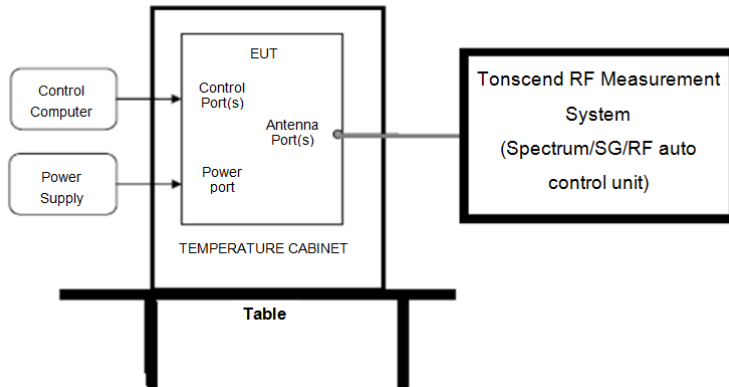 EUT
Control
Computer
Control
Port(s)
Antenna
Port(s)
Power
Supply
Power
port
TEMPERATURE CABINET
Table
Tonscend RF Measurement
System
(Spectrum/SG/RF auto
control unit)